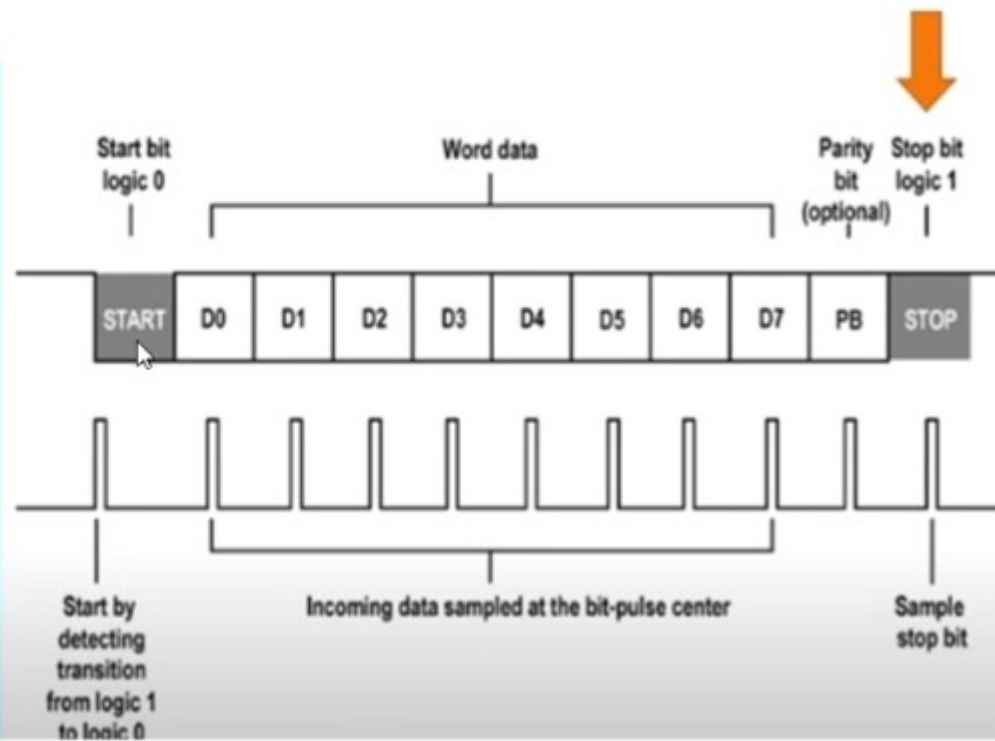 Start bit
logic 0
Word data
Parity
bit
(optional)
Stop bit
logic 1
START D0 D1 D2 D3 D4 D5 D6 D7 PB STOP
Start by
detecting
transition
from logic 1
to logic 0
Incoming data sampled at the bit-pulse center
Sample
stop bit